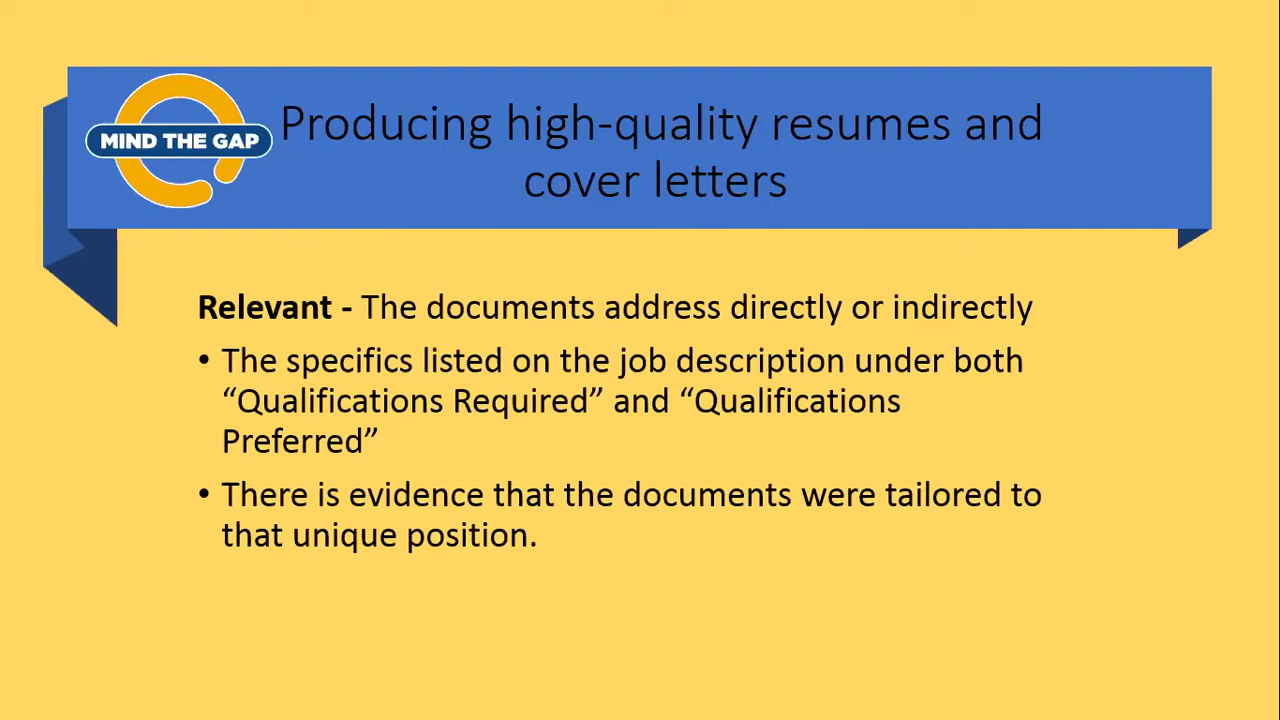 MIND THE GAP
Producing high-quality resumes and
cover letters
Relevant - The documents address directly or indirectly
• The specifics listed on the job description under both
“Qualifications Required” and “Qualifications
Preferred”
• There is evidence that the documents were tailored to
that unique position.